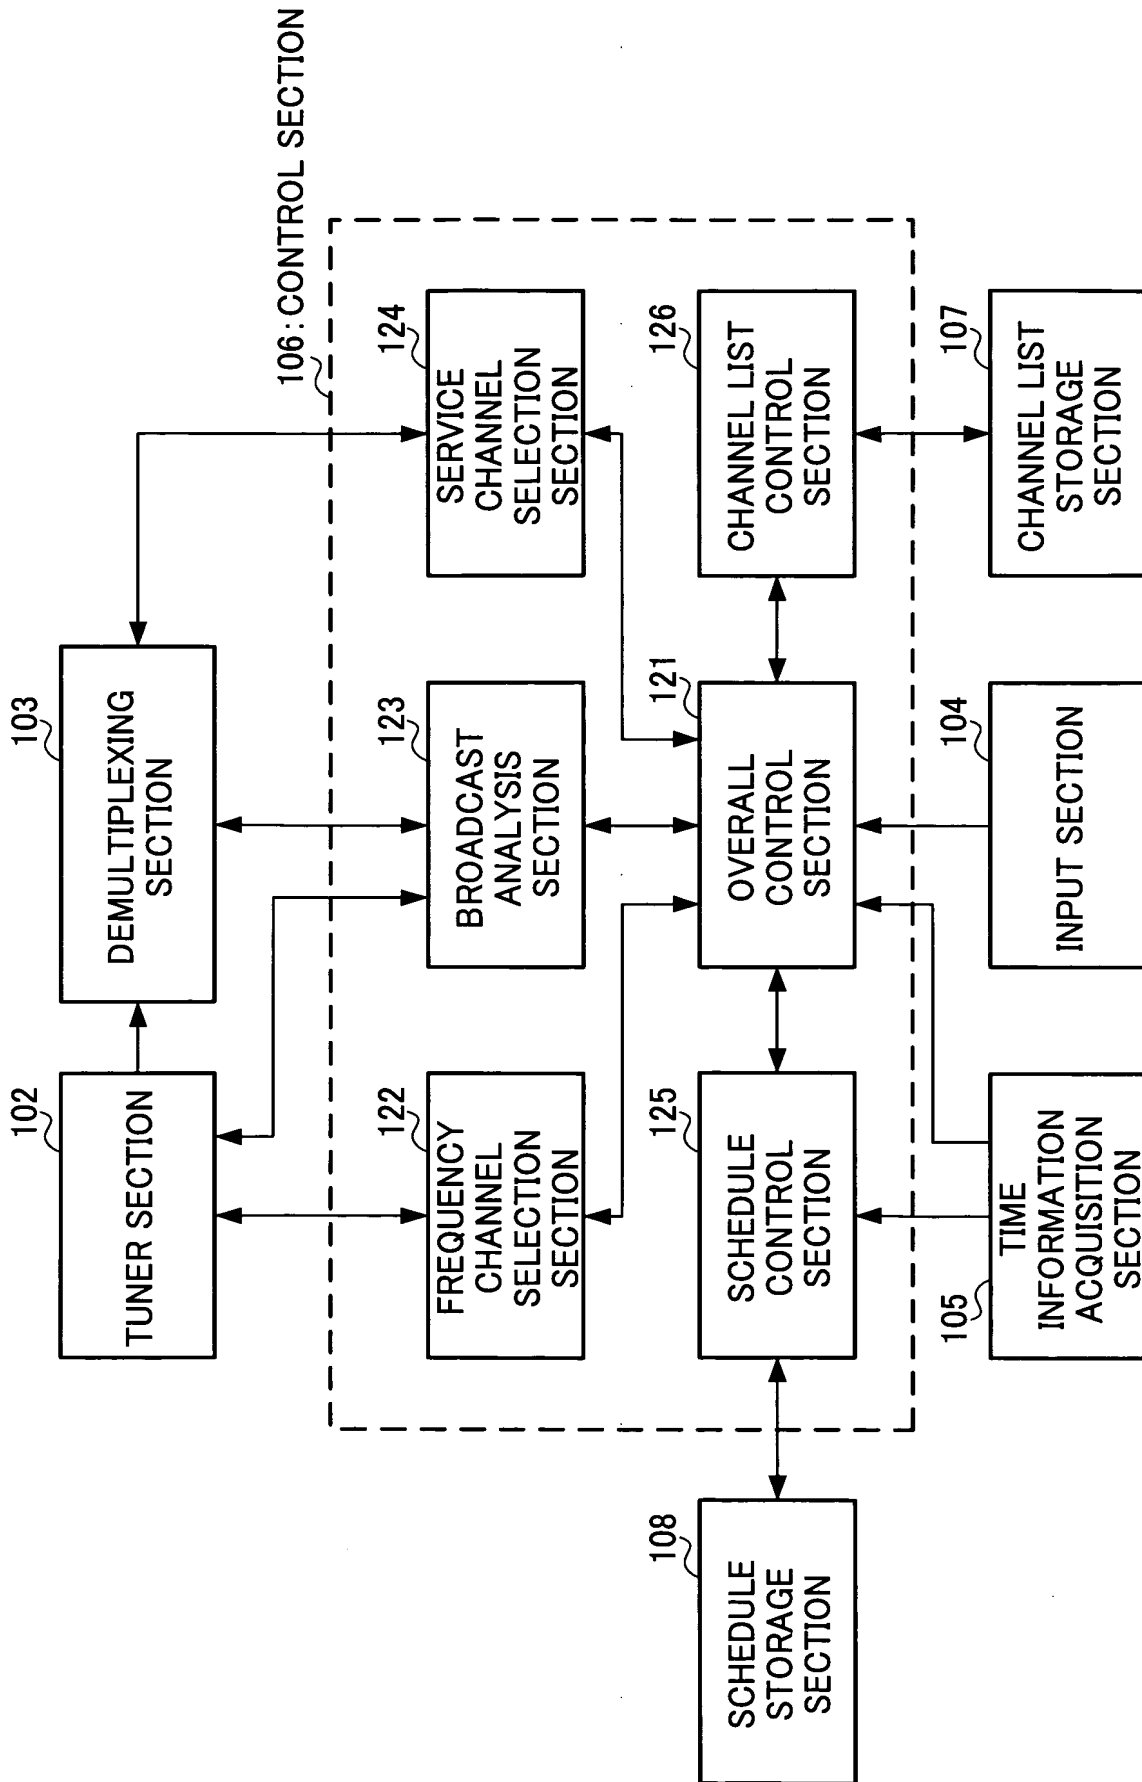 106:CONTROL SECTION
102
TUNER SECTION
103
DEMULTIPLEXING
SECTION
122
FREQUENCY
CHANNEL
SELECTION
SECTION
123
BROADCAST
ANALYSIS
SECTION
124
SERVICE
CHANNEL
SELECTION
SECTION
108
SCHEDULE
STORAGE
SECTION
125
SCHEDULE
CONTROL
SECTION
121
OVERALL
CONTROL
SECTION
126
CHANNEL LIST
CONTROL
SECTION
105
TIME
INFORMATION
ACQUISITION
SECTION
104
INPUT SECTION
107
CHANNEL LIST
STORAGE
SECTION